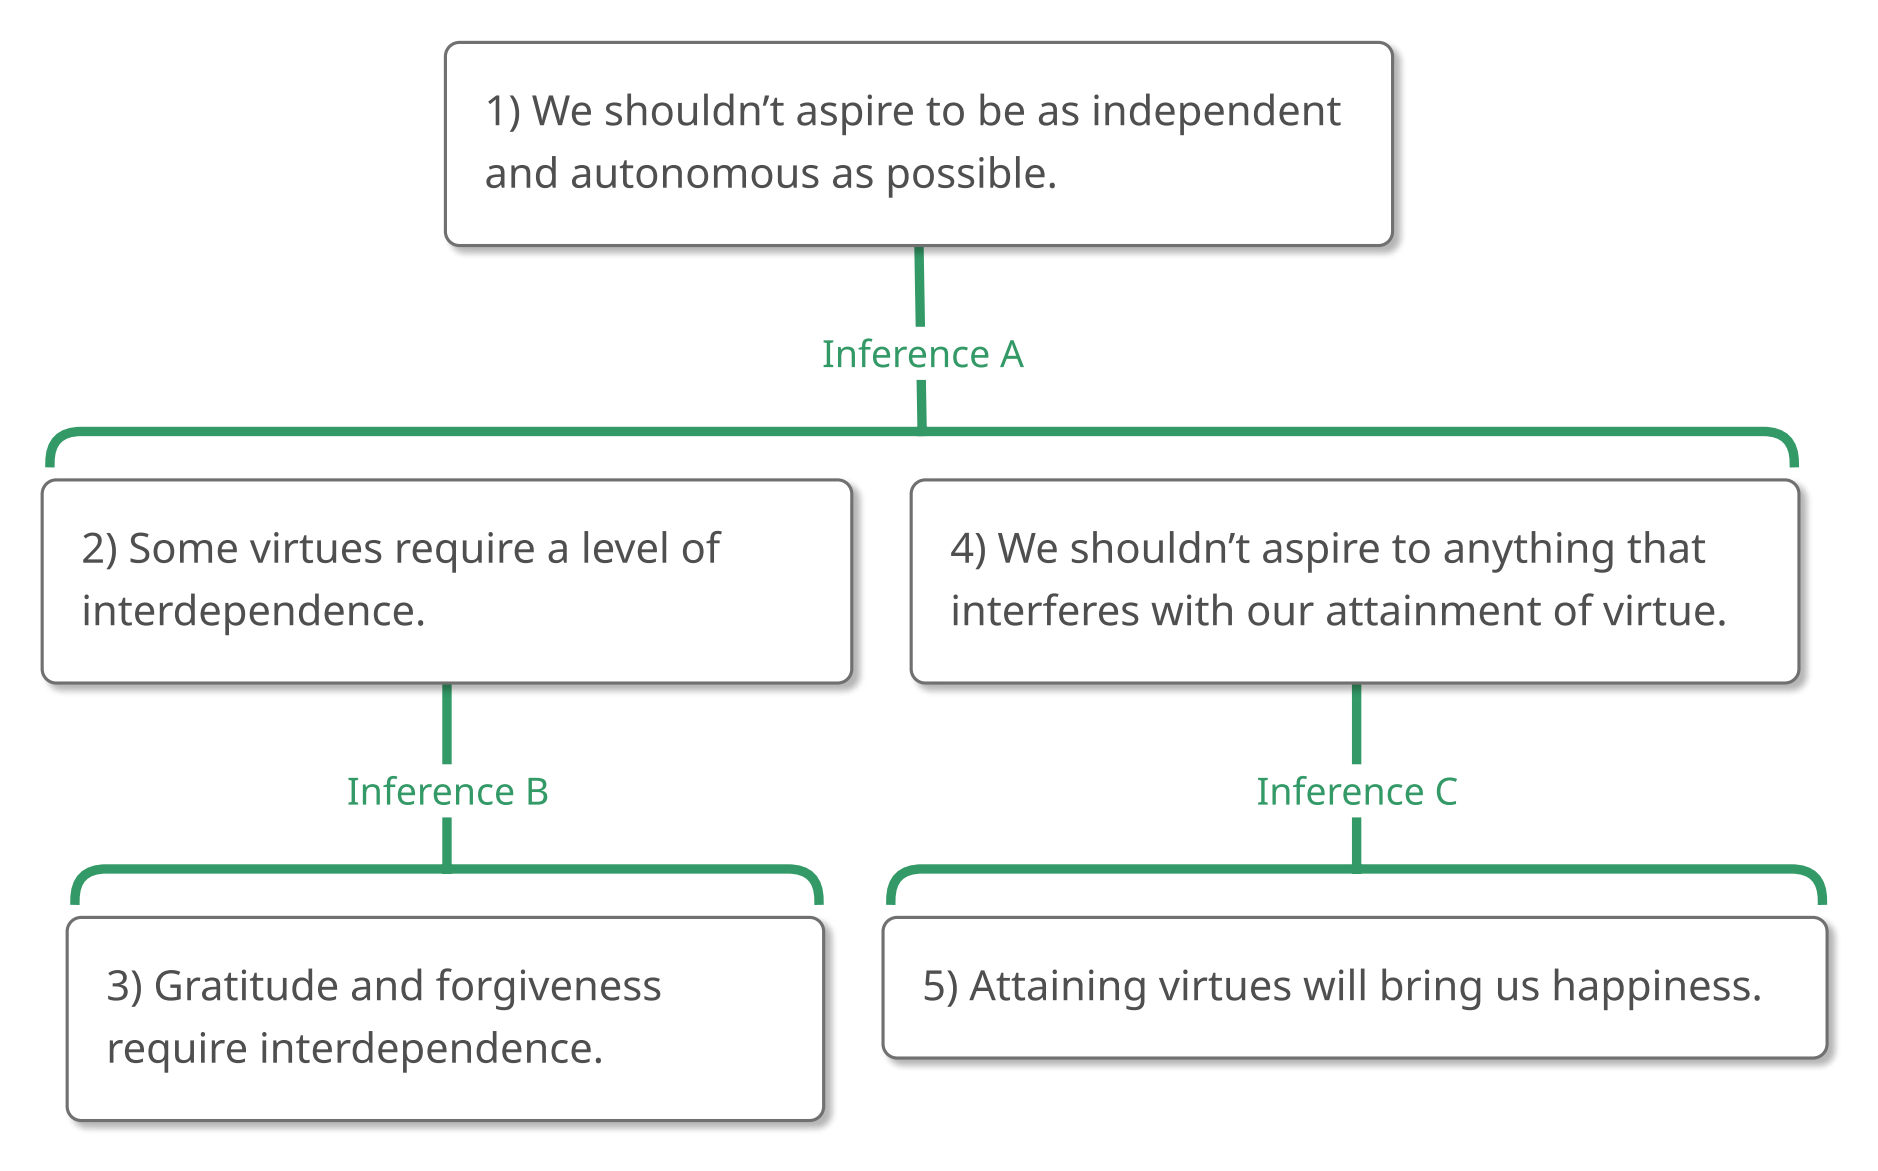 1) We shouldn’t aspire to be as independent
and autonomous as possible.
Inference A
2) Some virtues require a level of
interdependence.
4) We shouldn’t aspire to anything that
interferes with our attainment of virtue.
Inference B
Inference C
3) Gratitude and forgiveness
require interdependence.
5) Attaining virtues will bring us happiness.